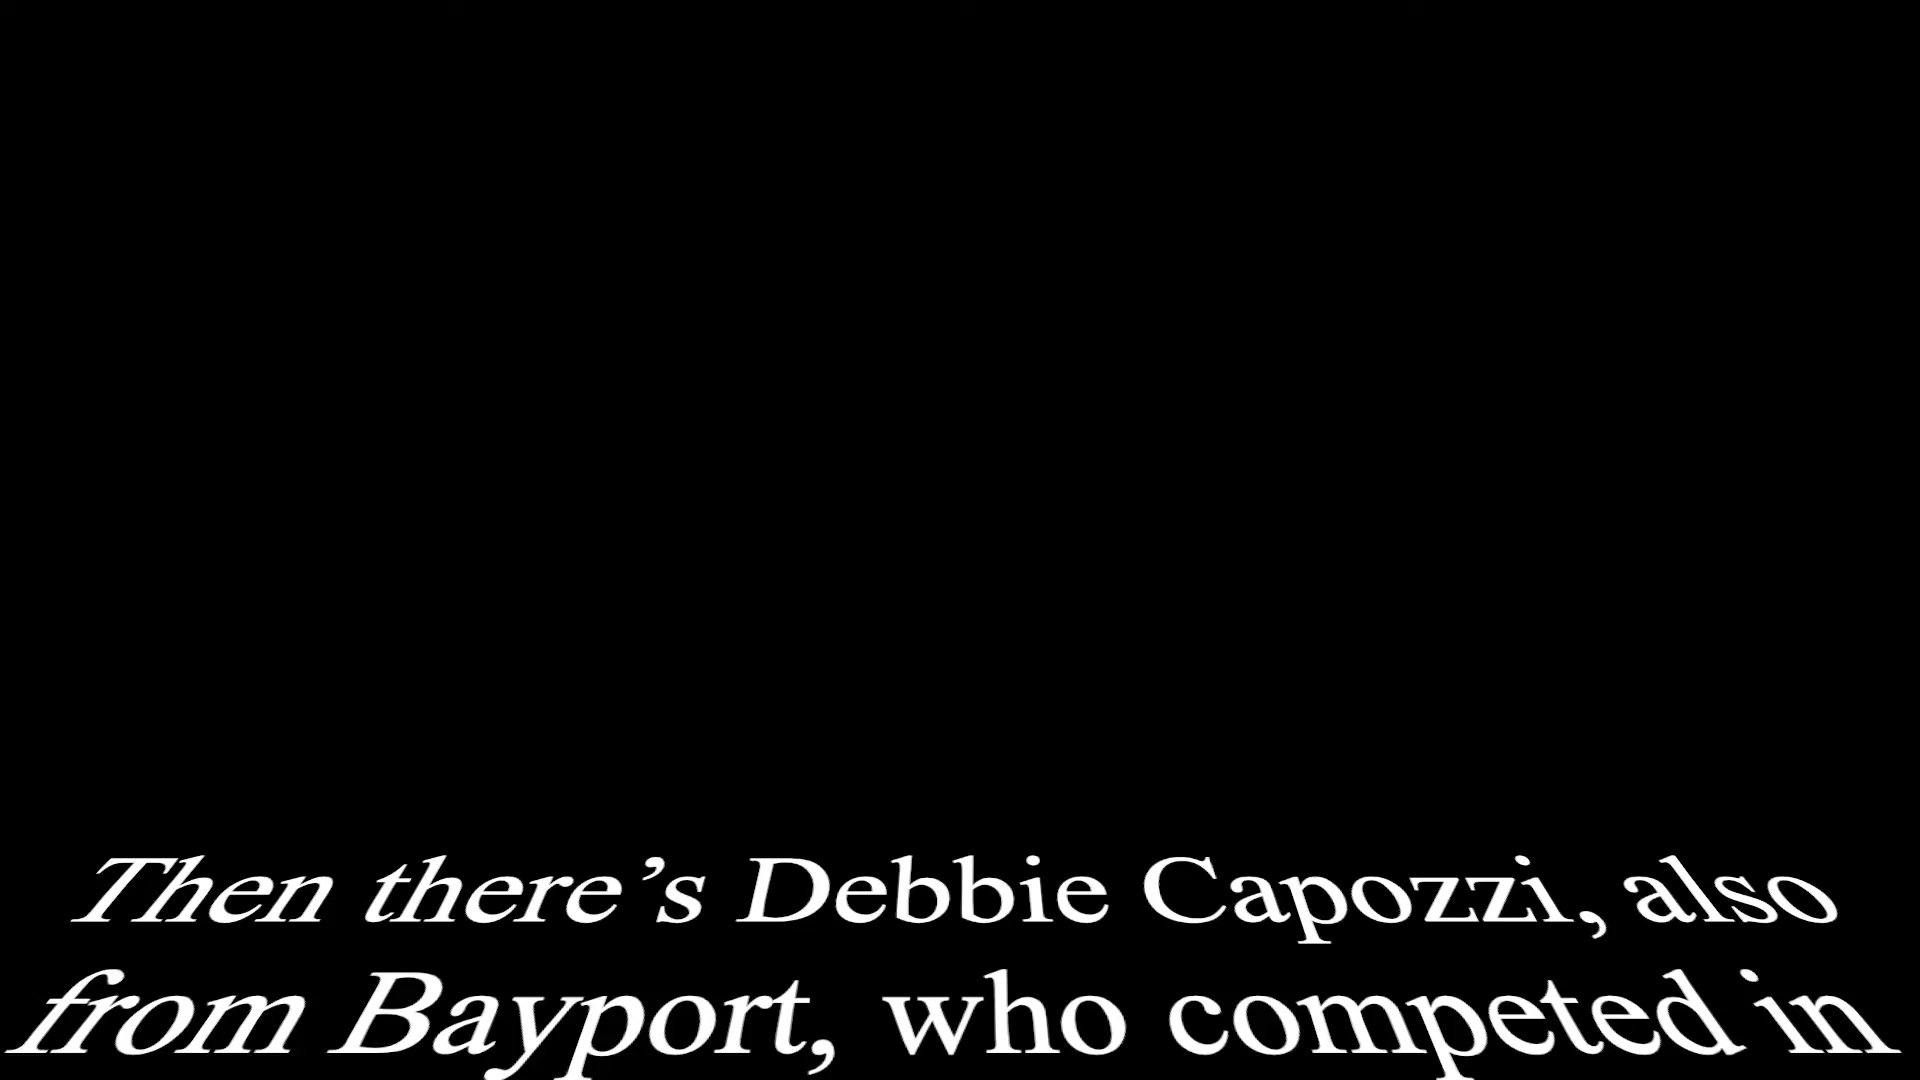 Then there’s Debbie Capozzi, also
from Bayport, who competed in